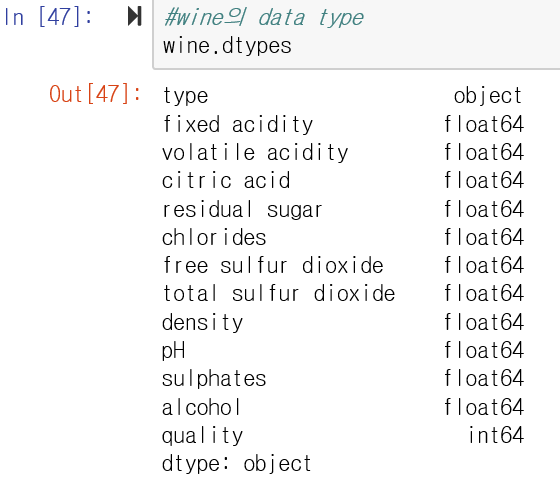 In [47]: #wine의 data type
wine.dtypes
Out[47]: type object
fixed acidity float64
volatile acidity float64
citric acid float64
residual sugar float64
chlorides float64
free sulfur dioxide float64
total sulfur dioxide float64
density float64
pH float64
sulphates float64
alcohol float64
quality int64
dtype: object